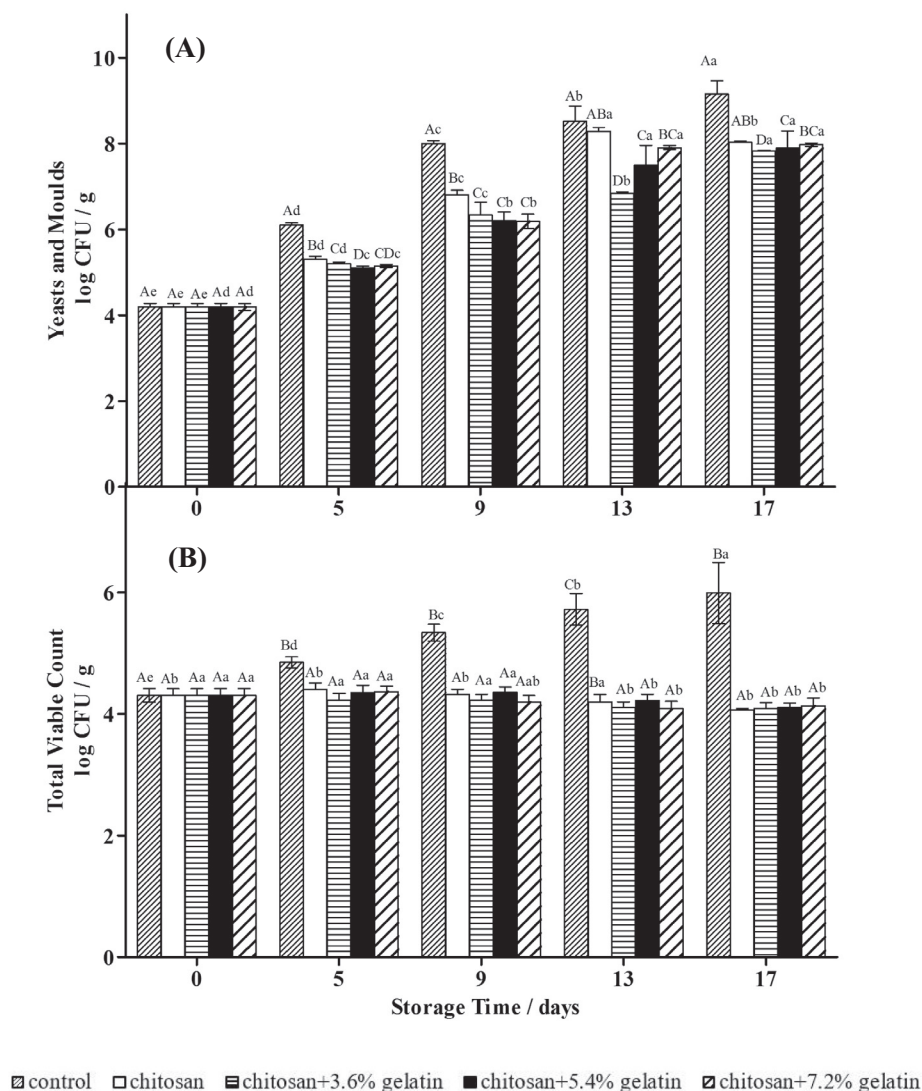 (A)
Yeasts and Moulds
log CFU / g
10
8
6
4
2
0
Ae Ae Ae Ad Ad
Ad Bd Cd Dc CDc
Ac Bc Cc Cb Cb
Ab ABa Db Ca BCa
Aa ABb Da Ca BCa
0 5 9 13 17
(B)
Total Viable Count
log CFU / g
6
4
2
0
Ae Ab Aa Aa Aa
Bd Ab Aa Aa Aa
Bc Ab Aa Aa Aab
Cb Ba Ab Ab Ab
Ba Ab Ab Ab Ab
0 5 9 13 17
Storage Time / days
control chitosan chitosan+3.6% gelatin chitosan+5.4% gelatin chitosan+7.2% gelatin